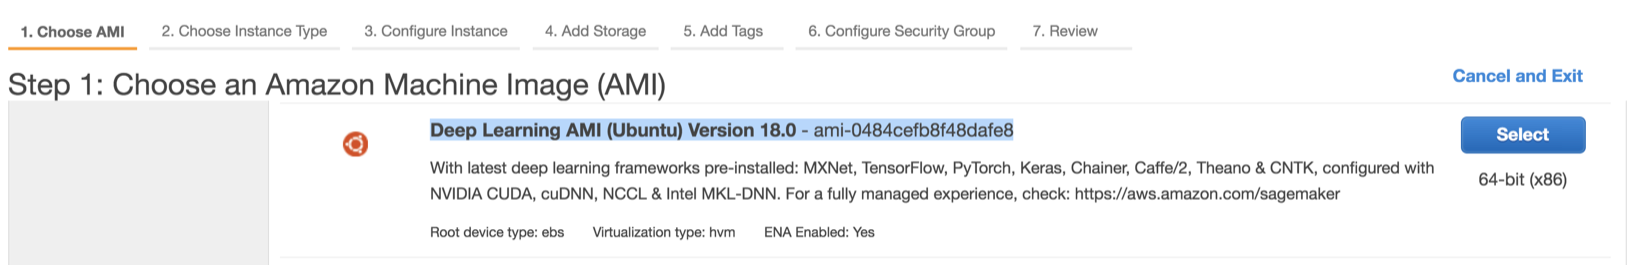 1. Choose AMI 2. Choose Instance Type 3. Configure Instance 4. Add Storage 5. Add Tags 6. Configure Security Group 7. Review
Step 1: Choose an Amazon Machine Image (AMI)
Cancel and Exit
Deep Learning AMI (Ubuntu) Version 18.0 - ami-0484cefb8f48dafe8
Select
With latest deep learning frameworks pre-installed: MXNet, TensorFlow, PyTorch, Keras, Chainer, Caffe/2, Theano & CNTK, configured with
NVIDIA CUDA, cuDNN, NCCL & Intel MKL-DNN. For a fully managed experience, check: https://aws.amazon.com/sagemaker
64-bit (x86)
Root device type: ebs Virtualization type: hvm ENA Enabled: Yes